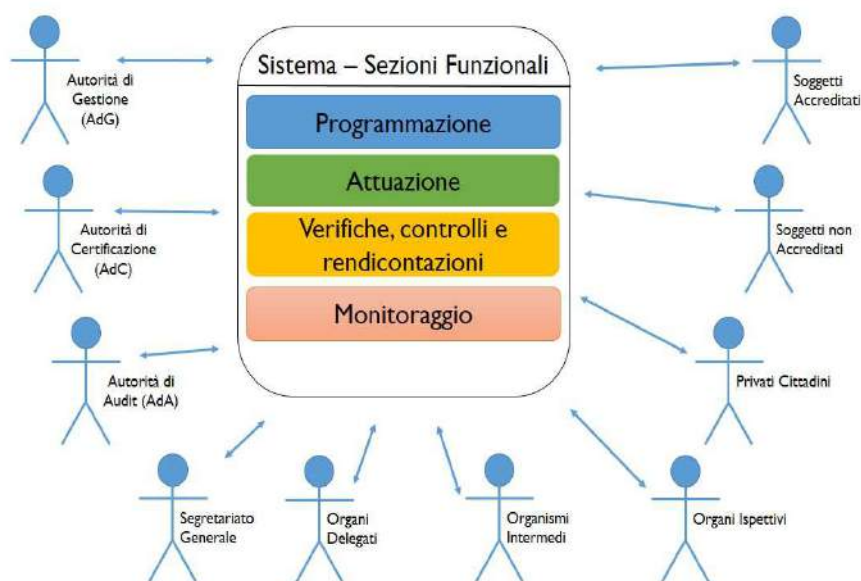 Sistema – Sezioni Funzionali
Programmazione
Attuazione
Verifiche, controlli e
rendicontazioni
Monitoraggio
Autorità di
Gestione
(AdG)
Autorità di
Certificazione
(AdC)
Autorità di
Audit (AdA)
Segretariato
Generale
Organi
Delegati
Organismi
Intermedi
Organi Ispettivi
Privati Cittadini
Soggetti non
Accreditati
Soggetti
Accreditati